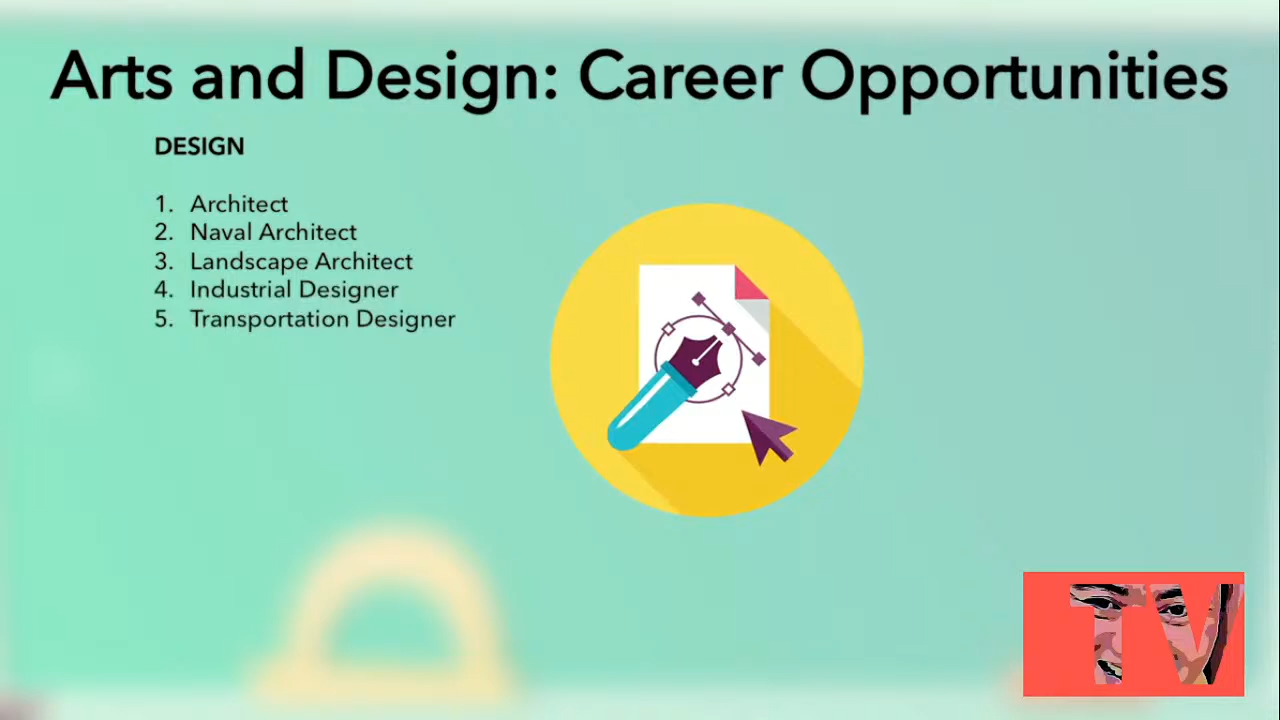 Arts and Design: Career Opportunities
DESIGN
1. Architect
2. Naval Architect
3. Landscape Architect
4. Industrial Designer
5. Transportation Designer
TV